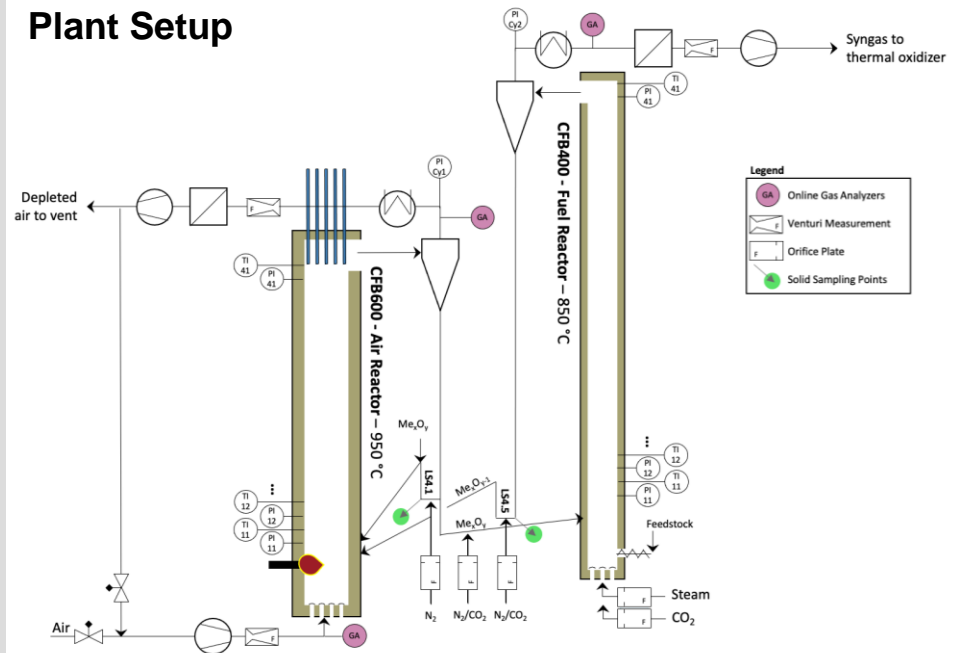 Plant Setup
PI
Cy2
GA
F
Syngas to
thermal oxidizer
TI
41
PI
41
PI
Cy1
Depleted
air to vent
F
GA
TI
41
PI
41
CFB600 - Air Reactor – 950 °C
CFB400 - Fuel Reactor – 850 °C
Legend
GA Online Gas Analyzers
F Venturi Measurement
F Orifice Plate
Solid Sampling Points
MeₓOᵧ
LS4.1
MeₓOᵧ₋₁
LS4.5
MeₓOᵧ
...
TI
12
PI
12
TI
11
PI
11
...
TI
12
PI
12
TI
11
PI
11
Feedstock
F
F
F
N₂
N₂/CO₂
N₂/CO₂
F
Steam
F
CO₂
Air
F
GA